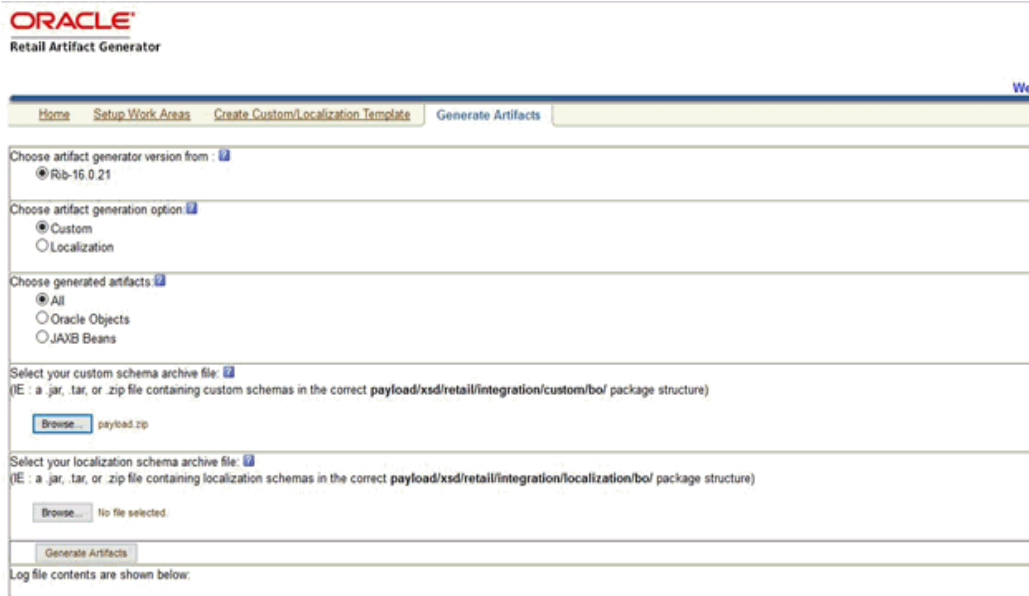 ORACLE'
Retail Artifact Generator
We
Home Setup Work Areas Create Custom/Localization Template Generate Artifacts
Choose artifact generator version from : ?
Rib-16.0.21
Choose artifact generation option: ?
Custom
Localization
Choose generated artifacts: ?
All
Oracle Objects
JAXB Beans
Select your custom schema archive file: ?
(IE : a .jar, .tar, or .zip file containing custom schemas in the correct payload/xsd/retail/integration/custom/bo/ package structure)
Browse... payload.zip
Select your localization schema archive file: ?
(IE : a .jar, .tar, or .zip file containing localization schemas in the correct payload/xsd/retail/integration/localization/bo/ package structure)
Browse... No file selected.
Generate Artifacts
Log file contents are shown below: